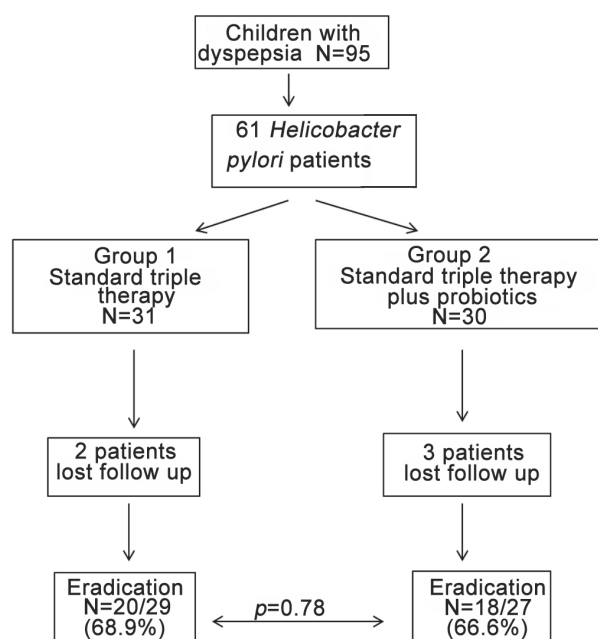 Children with
dyspepsia N=95
61 Helicobacter
pylori patients
Group 1
Standard triple
therapy
N=31
Group 2
Standard triple therapy
plus probiotics
N=30
2 patients
lost follow up
3 patients
lost follow up
Eradication
N=20/29
(68.9%)
p=0.78
Eradication
N=18/27
(66.6%)